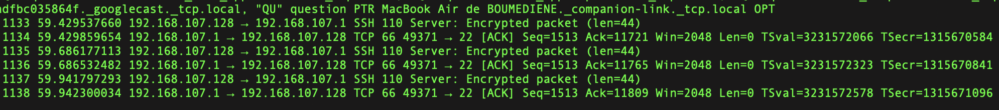 dfbc035864f._googlecast._tcp.local, "QU" question PTR MacBook Air de BOUMEDIENE._companion-link._tcp.local OPT
1133 59.429537660 192.168.107.128 → 192.168.107.1 SSH 110 Server: Encrypted packet (len=44)
1134 59.429859654 192.168.107.1 → 192.168.107.128 TCP 66 49371 → 22 [ACK] Seq=1513 Ack=11721 Win=2048 Len=0 TSval=3231572066 TSecr=1315670584
1135 59.686177113 192.168.107.128 → 192.168.107.1 SSH 110 Server: Encrypted packet (len=44)
1136 59.686532482 192.168.107.1 → 192.168.107.128 TCP 66 49371 → 22 [ACK] Seq=1513 Ack=11765 Win=2048 Len=0 TSval=3231572323 TSecr=1315670841
1137 59.941797293 192.168.107.128 → 192.168.107.1 SSH 110 Server: Encrypted packet (len=44)
1138 59.942300034 192.168.107.1 → 192.168.107.128 TCP 66 49371 → 22 [ACK] Seq=1513 Ack=11809 Win=2048 Len=0 TSval=3231572578 TSecr=1315671096